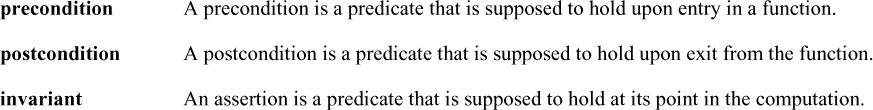 precondition A precondition is a predicate that is supposed to hold upon entry in a function.
postcondition A postcondition is a predicate that is supposed to hold upon exit from the function.
invariant An assertion is a predicate that is supposed to hold at its point in the computation.